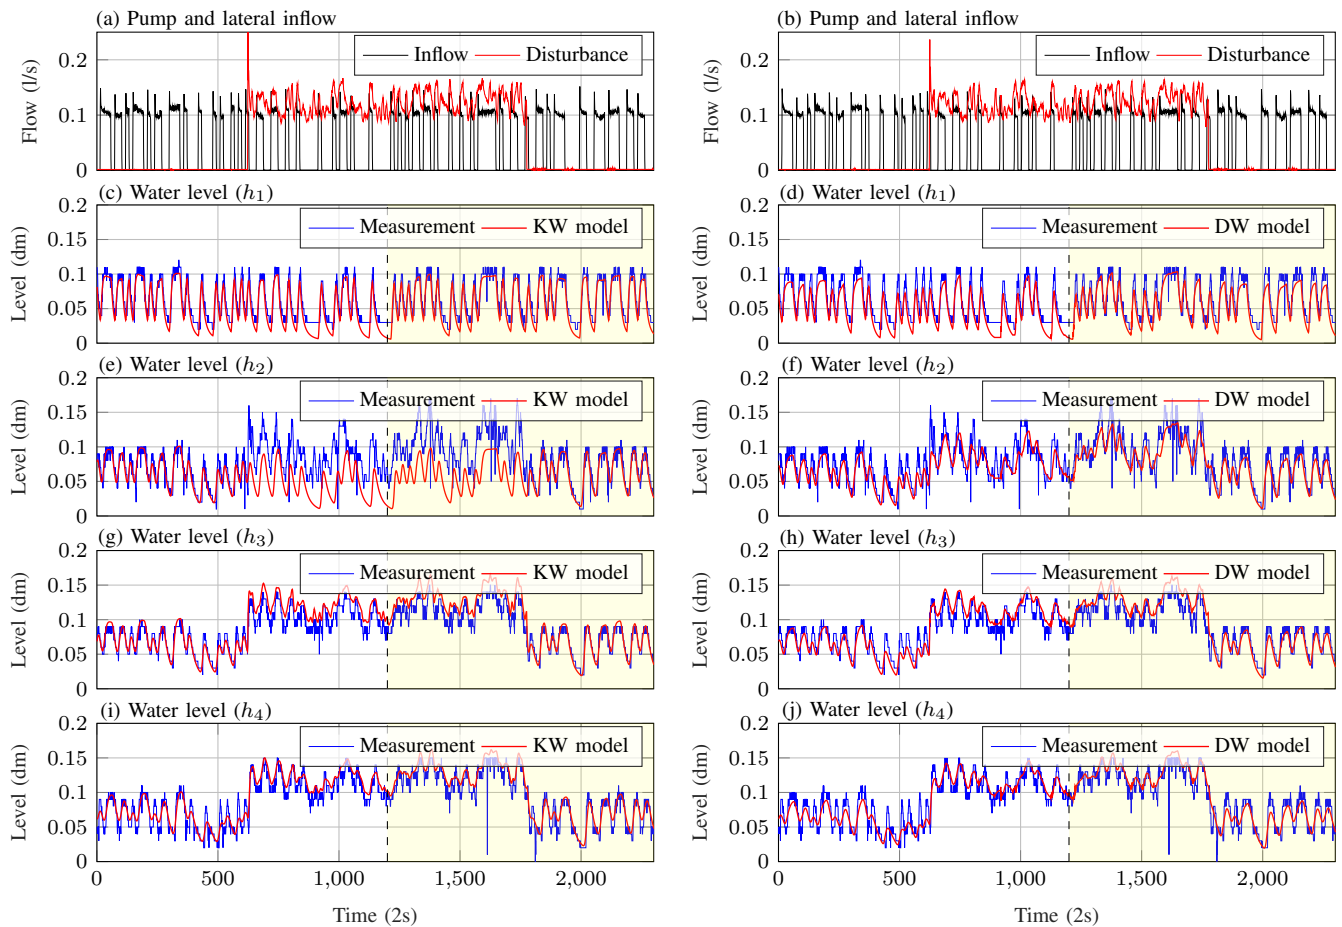 (a) Pump and lateral inflow
0.2
0.1
0
Flow (l/s)
Inflow
Disturbance
(b) Pump and lateral inflow
0.2
0.1
0
Flow (l/s)
Inflow
Disturbance
(c) Water level (h1)
0.2
0.15
0.1
0.05
0
Level (dm)
Measurement
KW model
(d) Water level (h1)
0.2
0.15
0.1
0.05
0
Level (dm)
Measurement
DW model
(e) Water level (h2)
0.2
0.15
0.1
0.05
0
Level (dm)
Measurement
KW model
(f) Water level (h2)
0.2
0.15
0.1
0.05
0
Level (dm)
Measurement
DW model
(g) Water level (h3)
0.2
0.15
0.1
0.05
0
Level (dm)
Measurement
KW model
(h) Water level (h3)
0.2
0.15
0.1
0.05
0
Level (dm)
Measurement
DW model
(i) Water level (h4)
0.2
0.15
0.1
0.05
0
Level (dm)
Measurement
KW model
0 500 1,000 1,500 2,000
Time (2s)
(j) Water level (h4)
0.2
0.15
0.1
0.05
0
Level (dm)
Measurement
DW model
0 500 1,000 1,500 2,000
Time (2s)